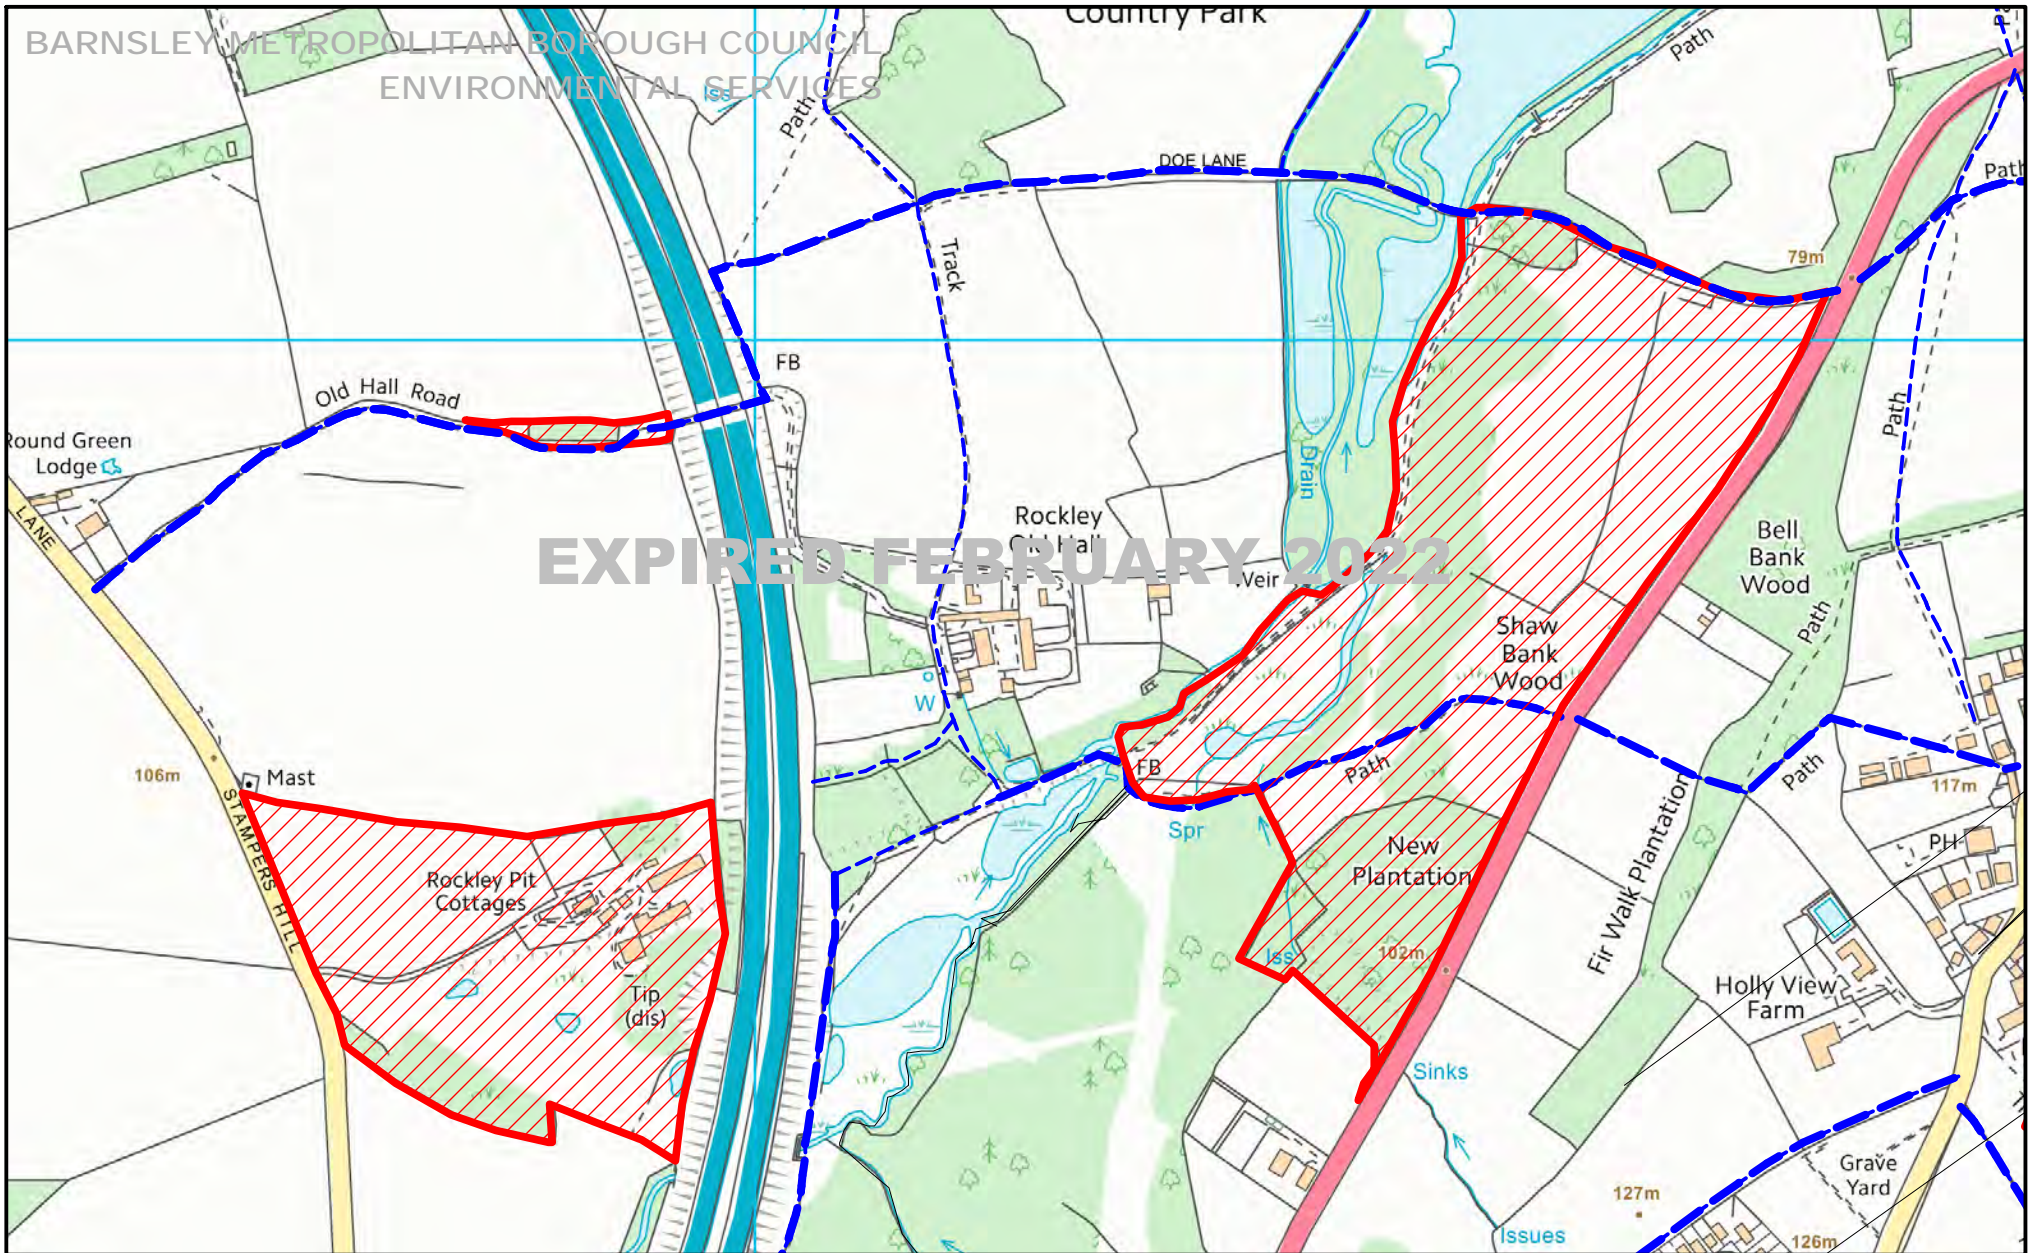 Country Park
BARNSLEY METROPOLITAN BOROUGH COUNCIL
ENVIRONMENTAL SERVICES
Iss
Path
Path
DOE LANE
Path
Track
79m
FB
Old Hall Road
Round Green
Lodge
LANE
Drain
Path
Rockley
Old Hall
Bell
Bank
Wood
EXPIRED FEBRUARY 2022
Weir
Path
Shaw
Bank
Wood
W
106m
Mast
FB
Path
Path
117m
STAMPERS HILL
Spr
PH
New
Plantation
Fir Walk Plantation
Rockley Pit
Cottages
102m
Iss
Tip
(dis)
Holly View
Farm
Sinks
Grave
Yard
127m
Issues
126m